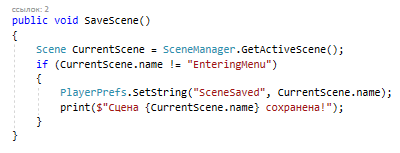 ссылок: 2
public void SaveScene()
{
Scene CurrentScene = SceneManager.GetActiveScene();
if (CurrentScene.name != "EnteringMenu")
{
PlayerPrefs.SetString("SceneSaved", CurrentScene.name);
print($"Сцена {CurrentScene.name} сохранена!");
}
}